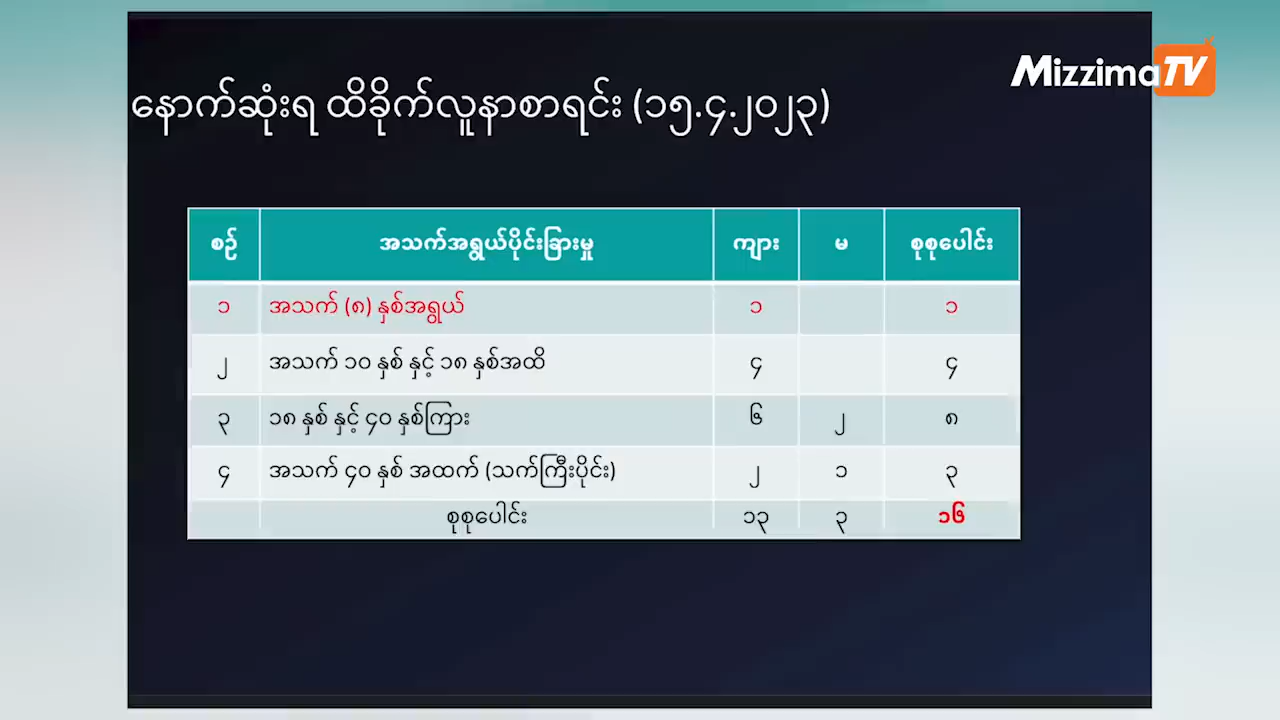 Mizzima TV
နောက်ဆုံးရ ထိခိုက်လူနာစာရင်း (၁၅.၄.၂၀၂၃)
စဉ် အသက်အရွယ်ပိုင်းခြားမှု ကျား မ စုစုပေါင်း
၁ အသက် (၈) နှစ်အရွယ် ၁ ၁
၂ အသက် ၁၀ နှစ် နှင့် ၁၈ နှစ်အထိ ၄ ၄
၃ ၁၈ နှစ် နှင့် ၄၀ နှစ်ကြား ၆ ၂ ၈
၄ အသက် ၄၀ နှစ် အထက် (သက်ကြီးပိုင်း) ၂ ၁ ၃
စုစုပေါင်း ၁၃ ၃ ၁၆